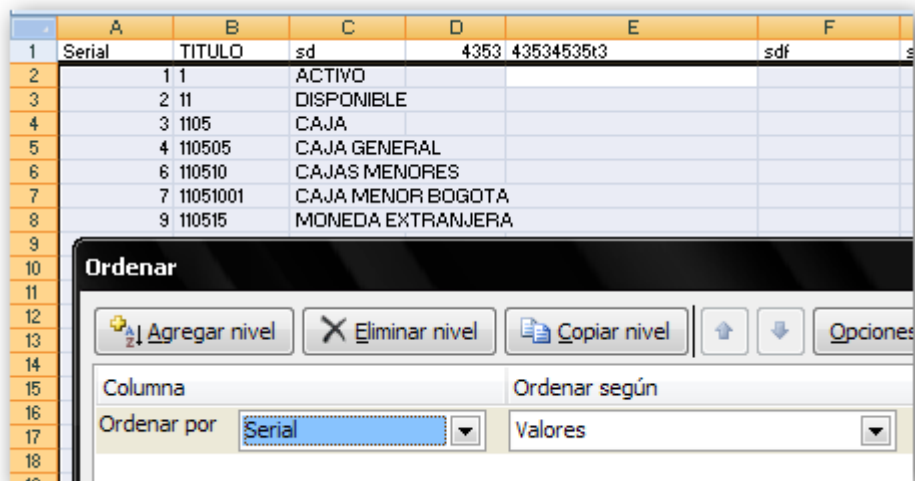 A B C D E F
1 Serial TITULO sd 4353 43534535t3 sdf
2 1 1 ACTIVO
3 2 11 DISPONIBLE
4 3 1105 CAJA
5 4 110505 CAJA GENERAL
6 6 110510 CAJAS MENORES
7 7 11051001 CAJA MENOR BOGOTA
8 9 110515 MONEDA EXTRANJERA
9
10 Ordenar
11
12 Agregar nivel Eliminar nivel Copiar nivel Opciones
13
14
15 Columna Ordenar según
16 Ordenar por Serial Valores
17
18